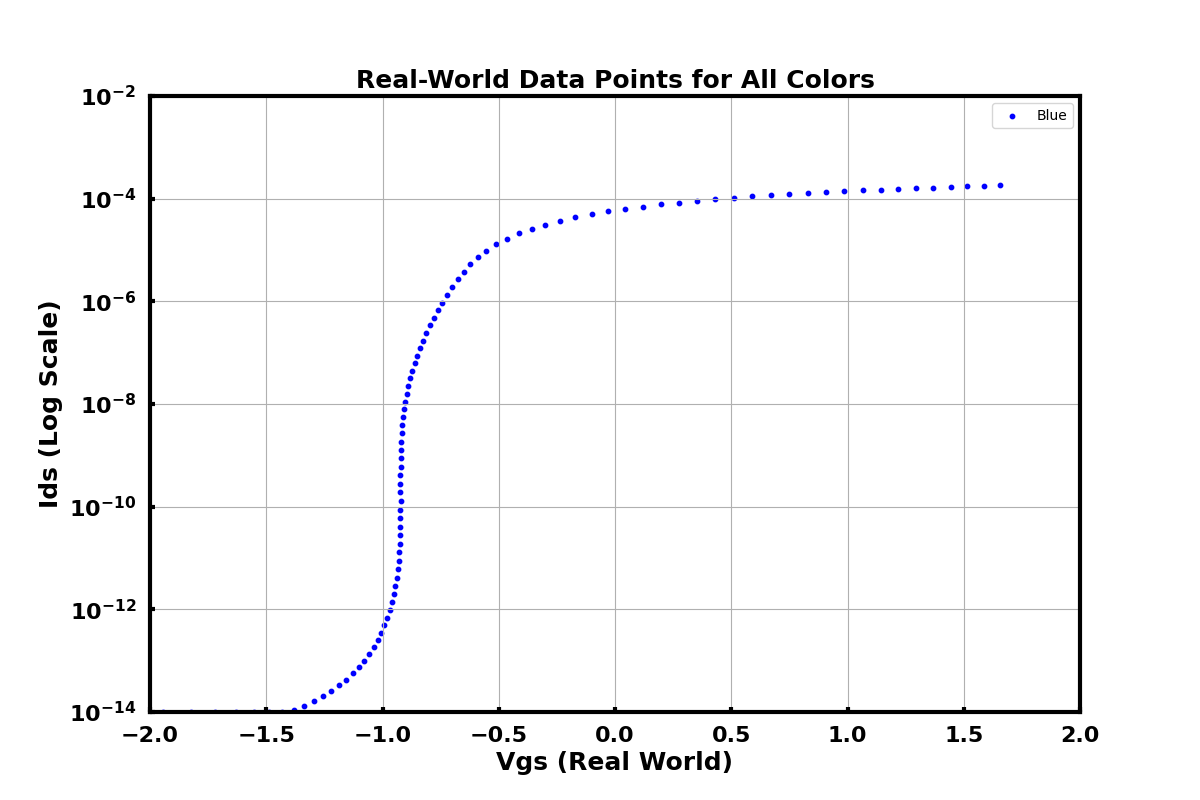 Real-World Data Points for All Colors
Blue
10⁻²
10⁻⁴
10⁻⁶
10⁻⁸
10⁻¹⁰
10⁻¹²
10⁻¹⁴
Ids (Log Scale)
−2.0 −1.5 −1.0 −0.5 0.0 0.5 1.0 1.5 2.0
Vgs (Real World)